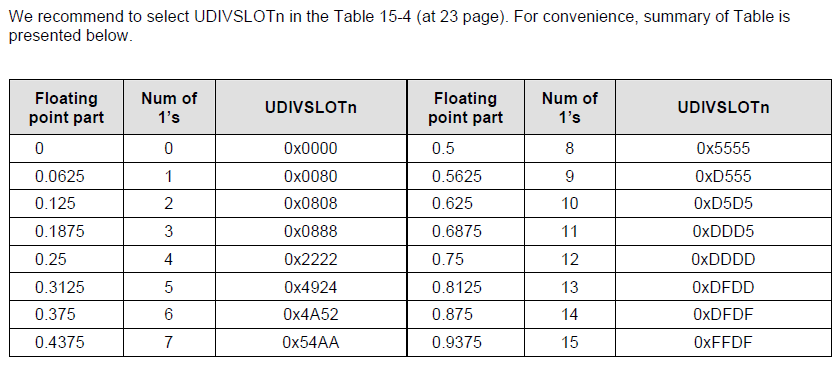 We recommend to select UDIVSLOTn in the Table 15-4 (at 23 page). For convenience, summary of Table is
presented below.
Floating point part Num of 1's UDIVSLOTn Floating point part Num of 1's UDIVSLOTn
0 0 0x0000 0.5 8 0x5555
0.0625 1 0x0080 0.5625 9 0xD555
0.125 2 0x0808 0.625 10 0xD5D5
0.1875 3 0x0888 0.6875 11 0xDDD5
0.25 4 0x2222 0.75 12 0xDDDD
0.3125 5 0x4924 0.8125 13 0xDFDD
0.375 6 0x4A52 0.875 14 0xDFDF
0.4375 7 0x54AA 0.9375 15 0xFFDF